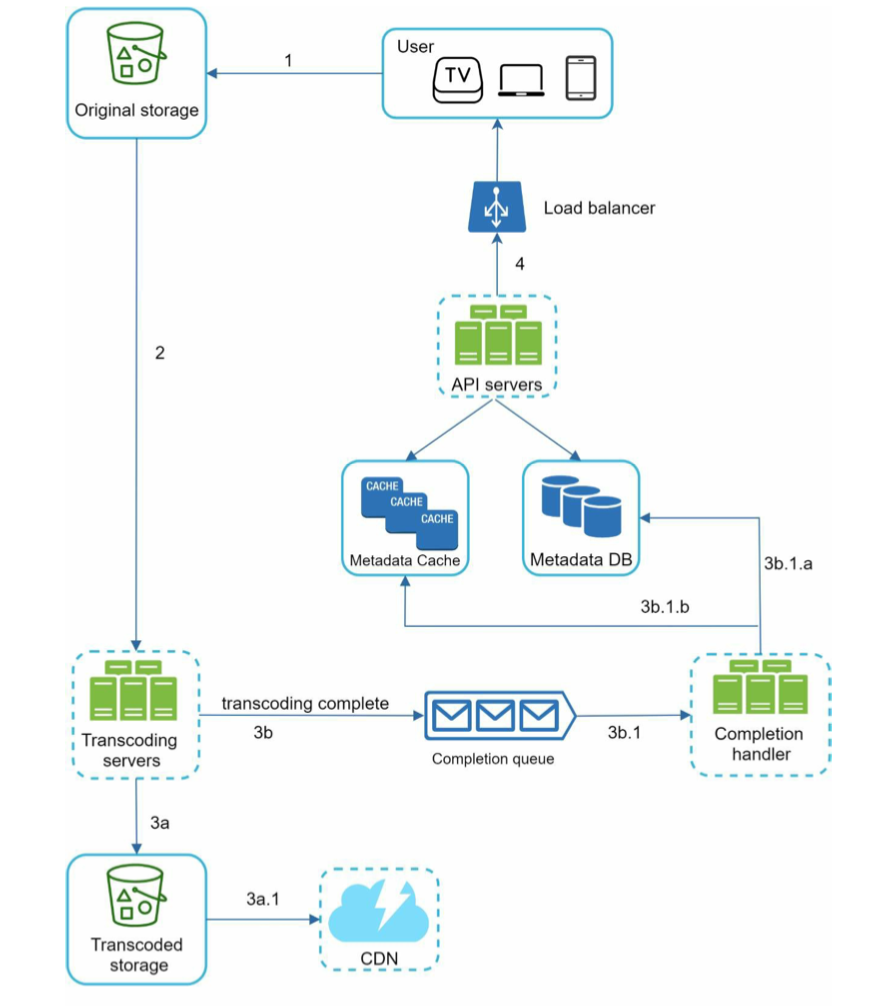 User
TV
1
Original storage
Load balancer
4
2
API servers
CACHE
CACHE
CACHE
Metadata Cache
Metadata DB
3b.1.a
3b.1.b
transcoding complete
3b
3b.1
Transcoding
servers
Completion queue
Completion
handler
3a
3a.1
Transcoded
storage
CDN